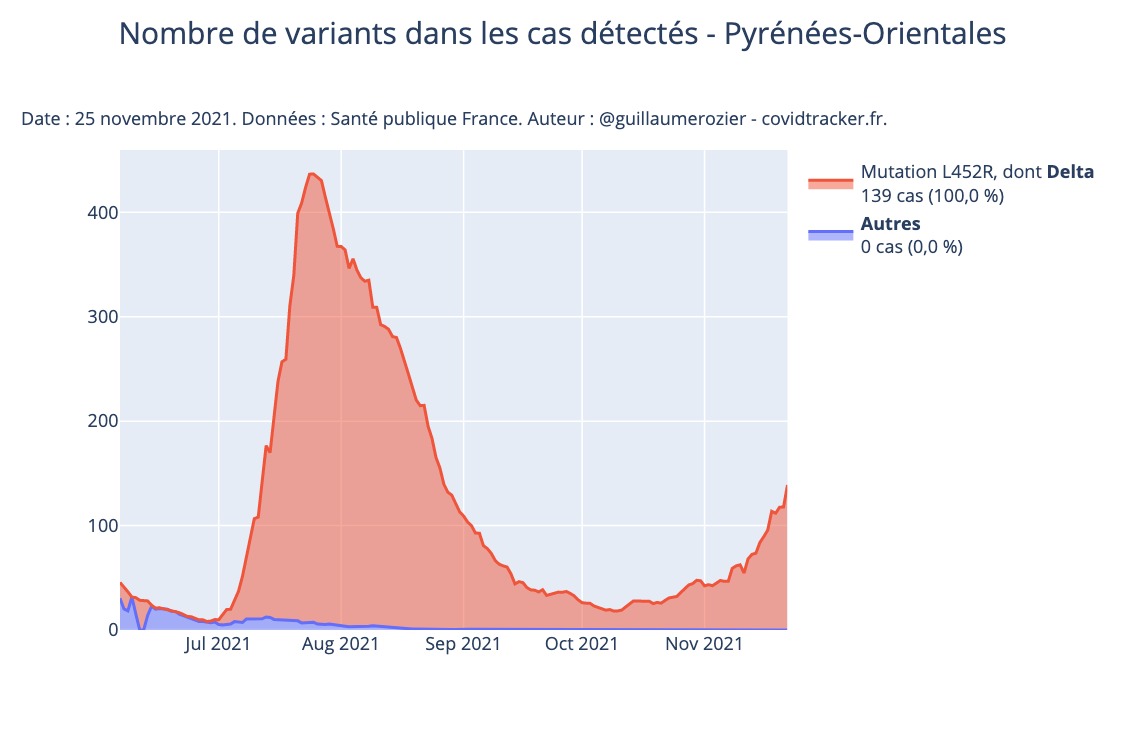 Nombre de variants dans les cas détectés - Pyrénées-Orientales
Date : 25 novembre 2021. Données : Santé publique France. Auteur : @guillaumerozier - covidtracker.fr.
Mutation L452R, dont Delta
139 cas (100,0 %)
Autres
0 cas (0,0 %)
400
300
200
100
0
Jul 2021
Aug 2021
Sep 2021
Oct 2021
Nov 2021